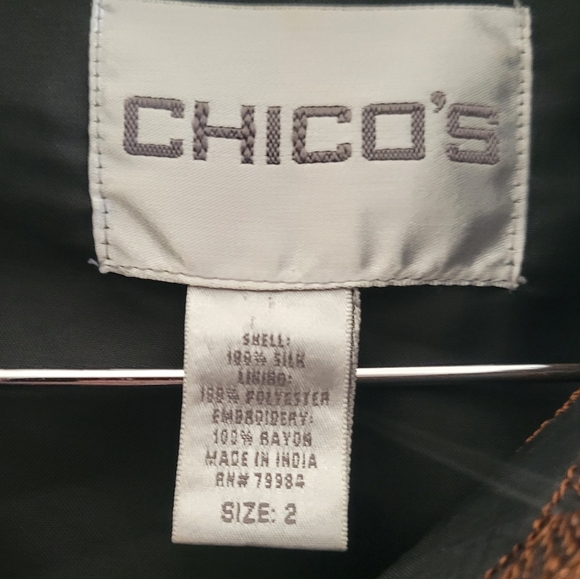 CHICO'S
SHELL:
100% SILK
LINING:
100% POLYESTER
EMBROIDERY:
100% RAYON
MADE IN INDIA
RN# 79984
SIZE: 2